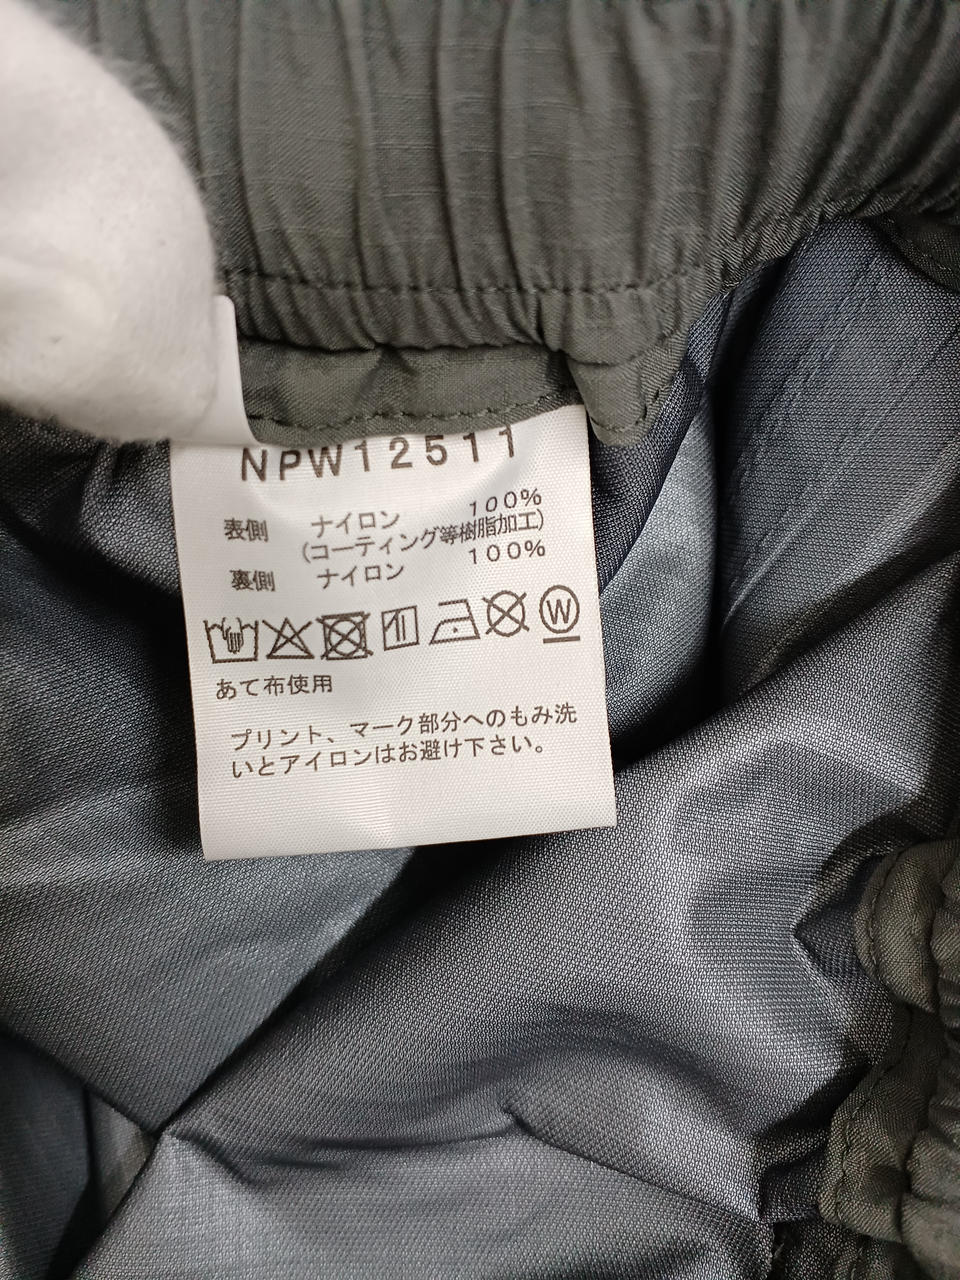 NPW12511
表側 ナイロン 100%
(コーティング等樹脂加工)
裏側 ナイロン 100%
W
あて布使用
プリント、マーク部分へのもみ洗
いとアイロンはお避け下さい。